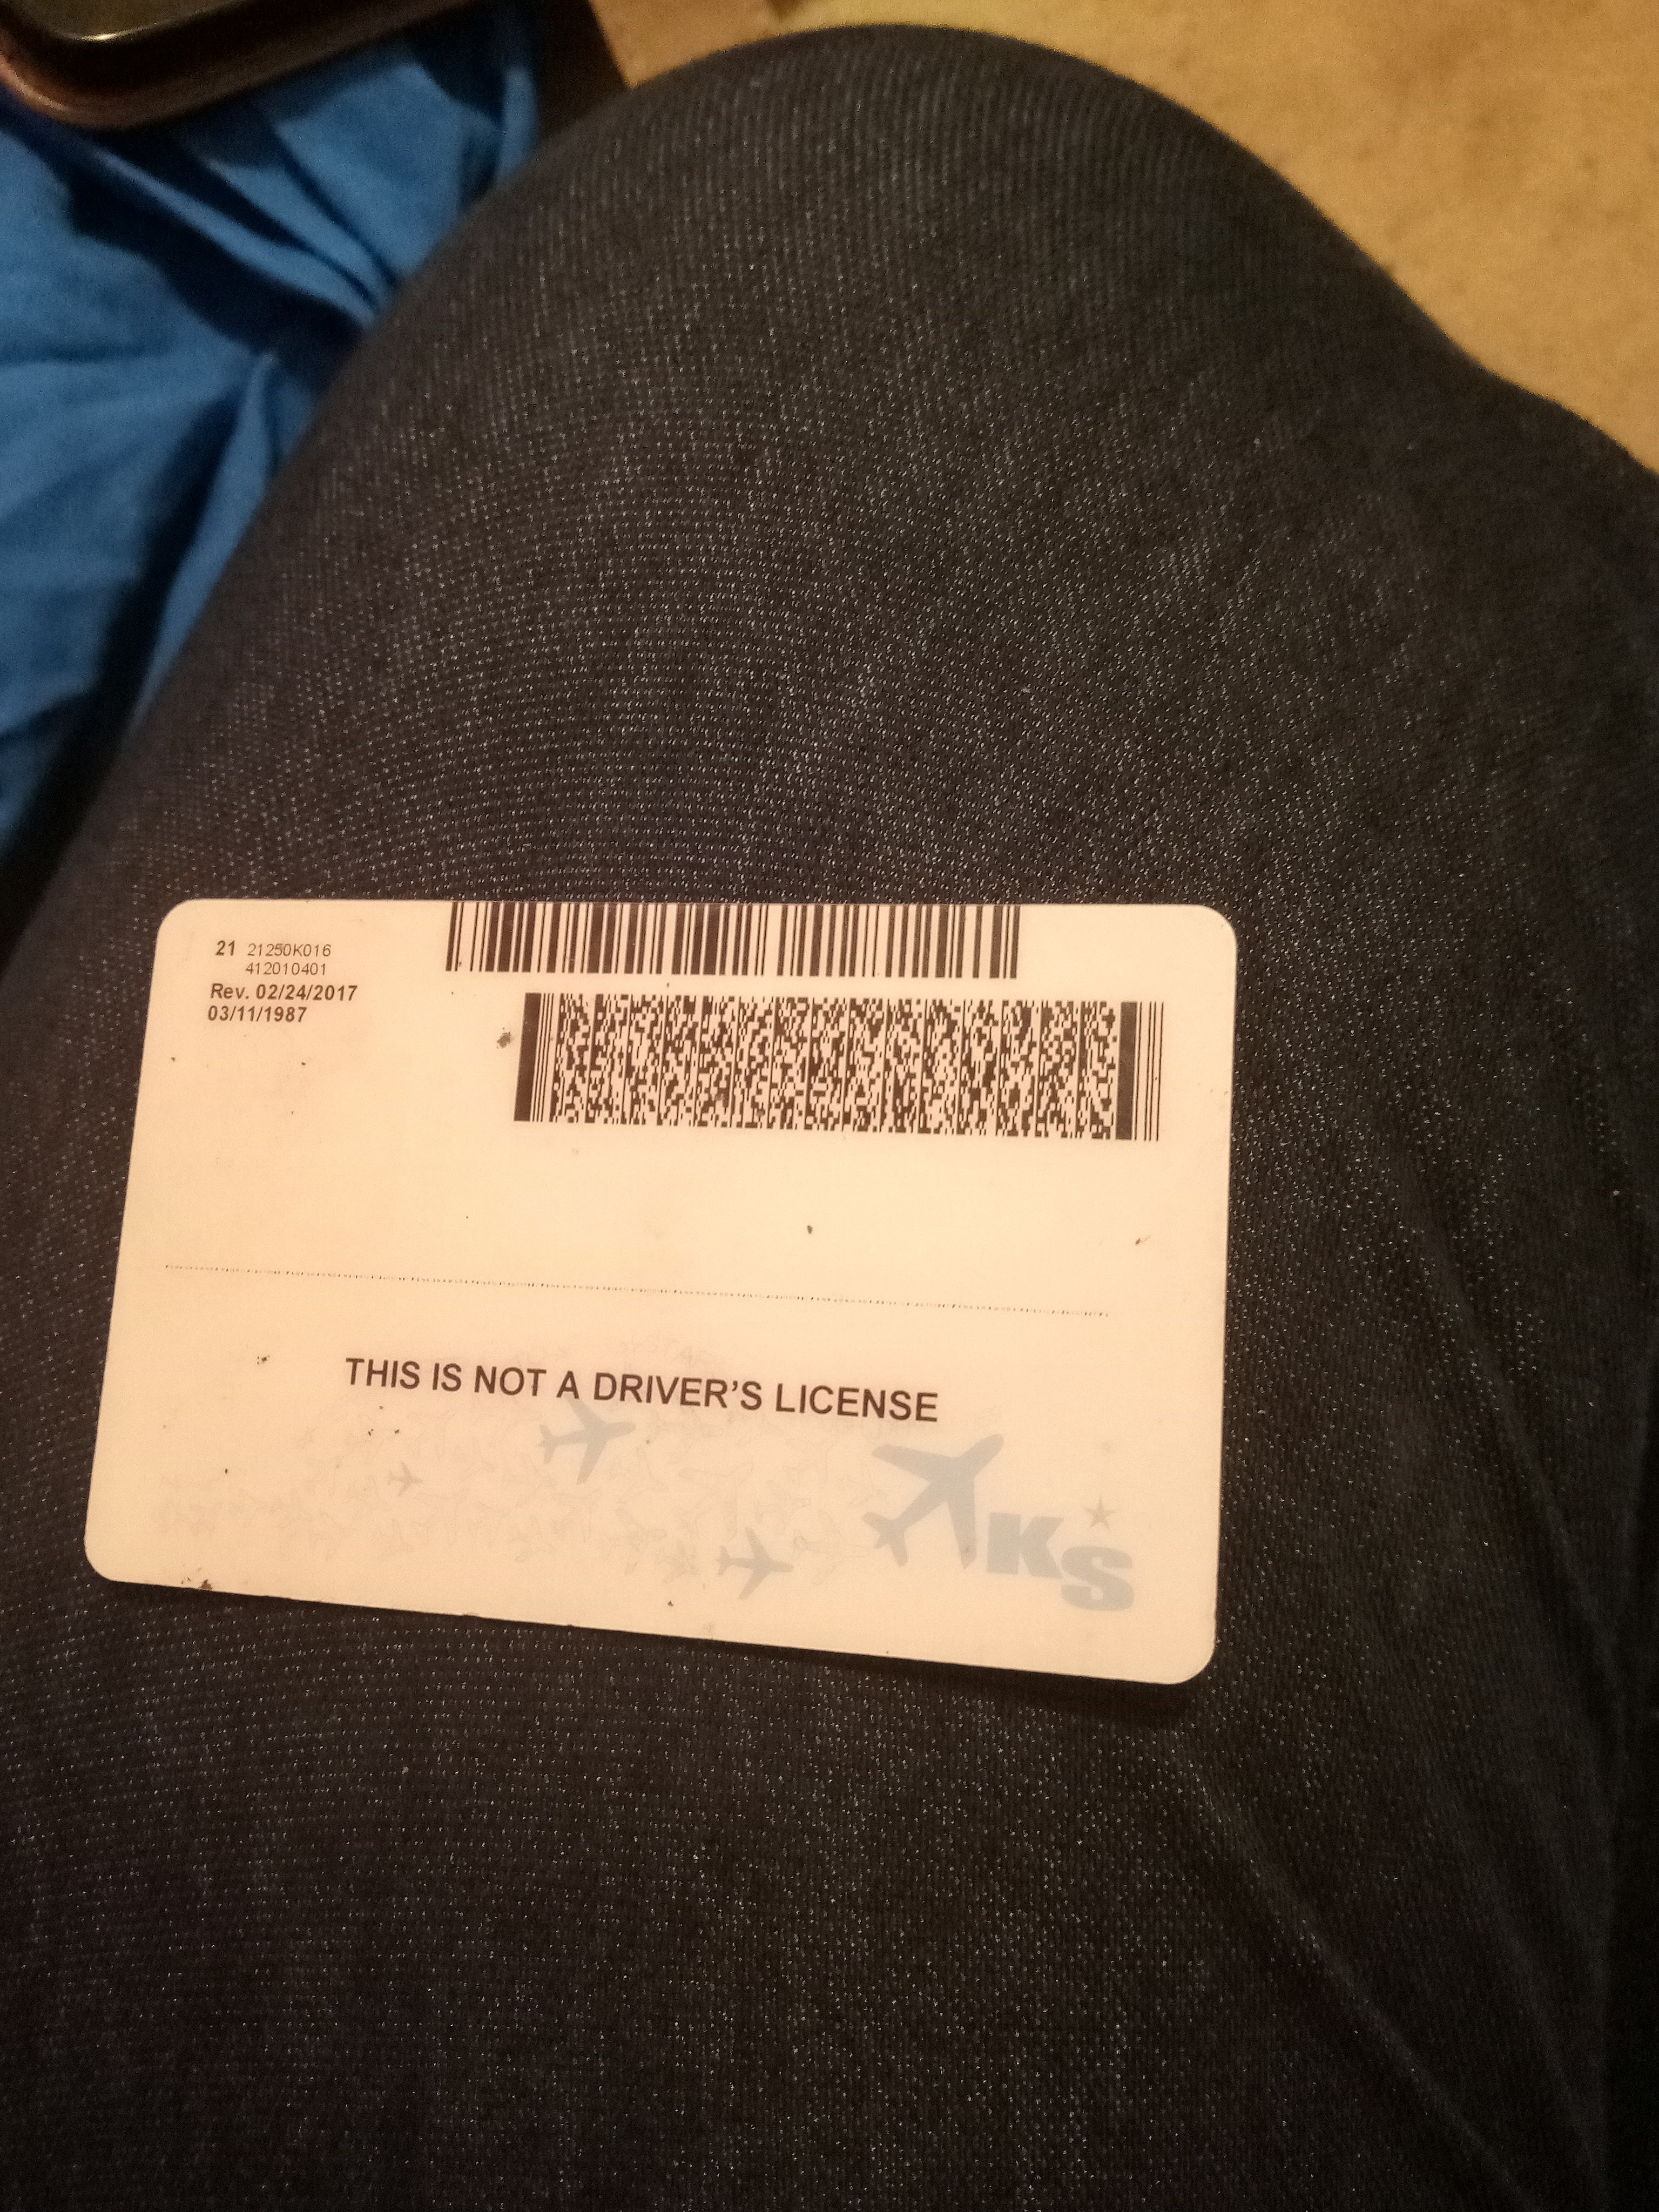 21 21250K016
412010401
Rev. 02/24/2017
03/11/1987
THIS IS NOT A DRIVER'S LICENSE
KS